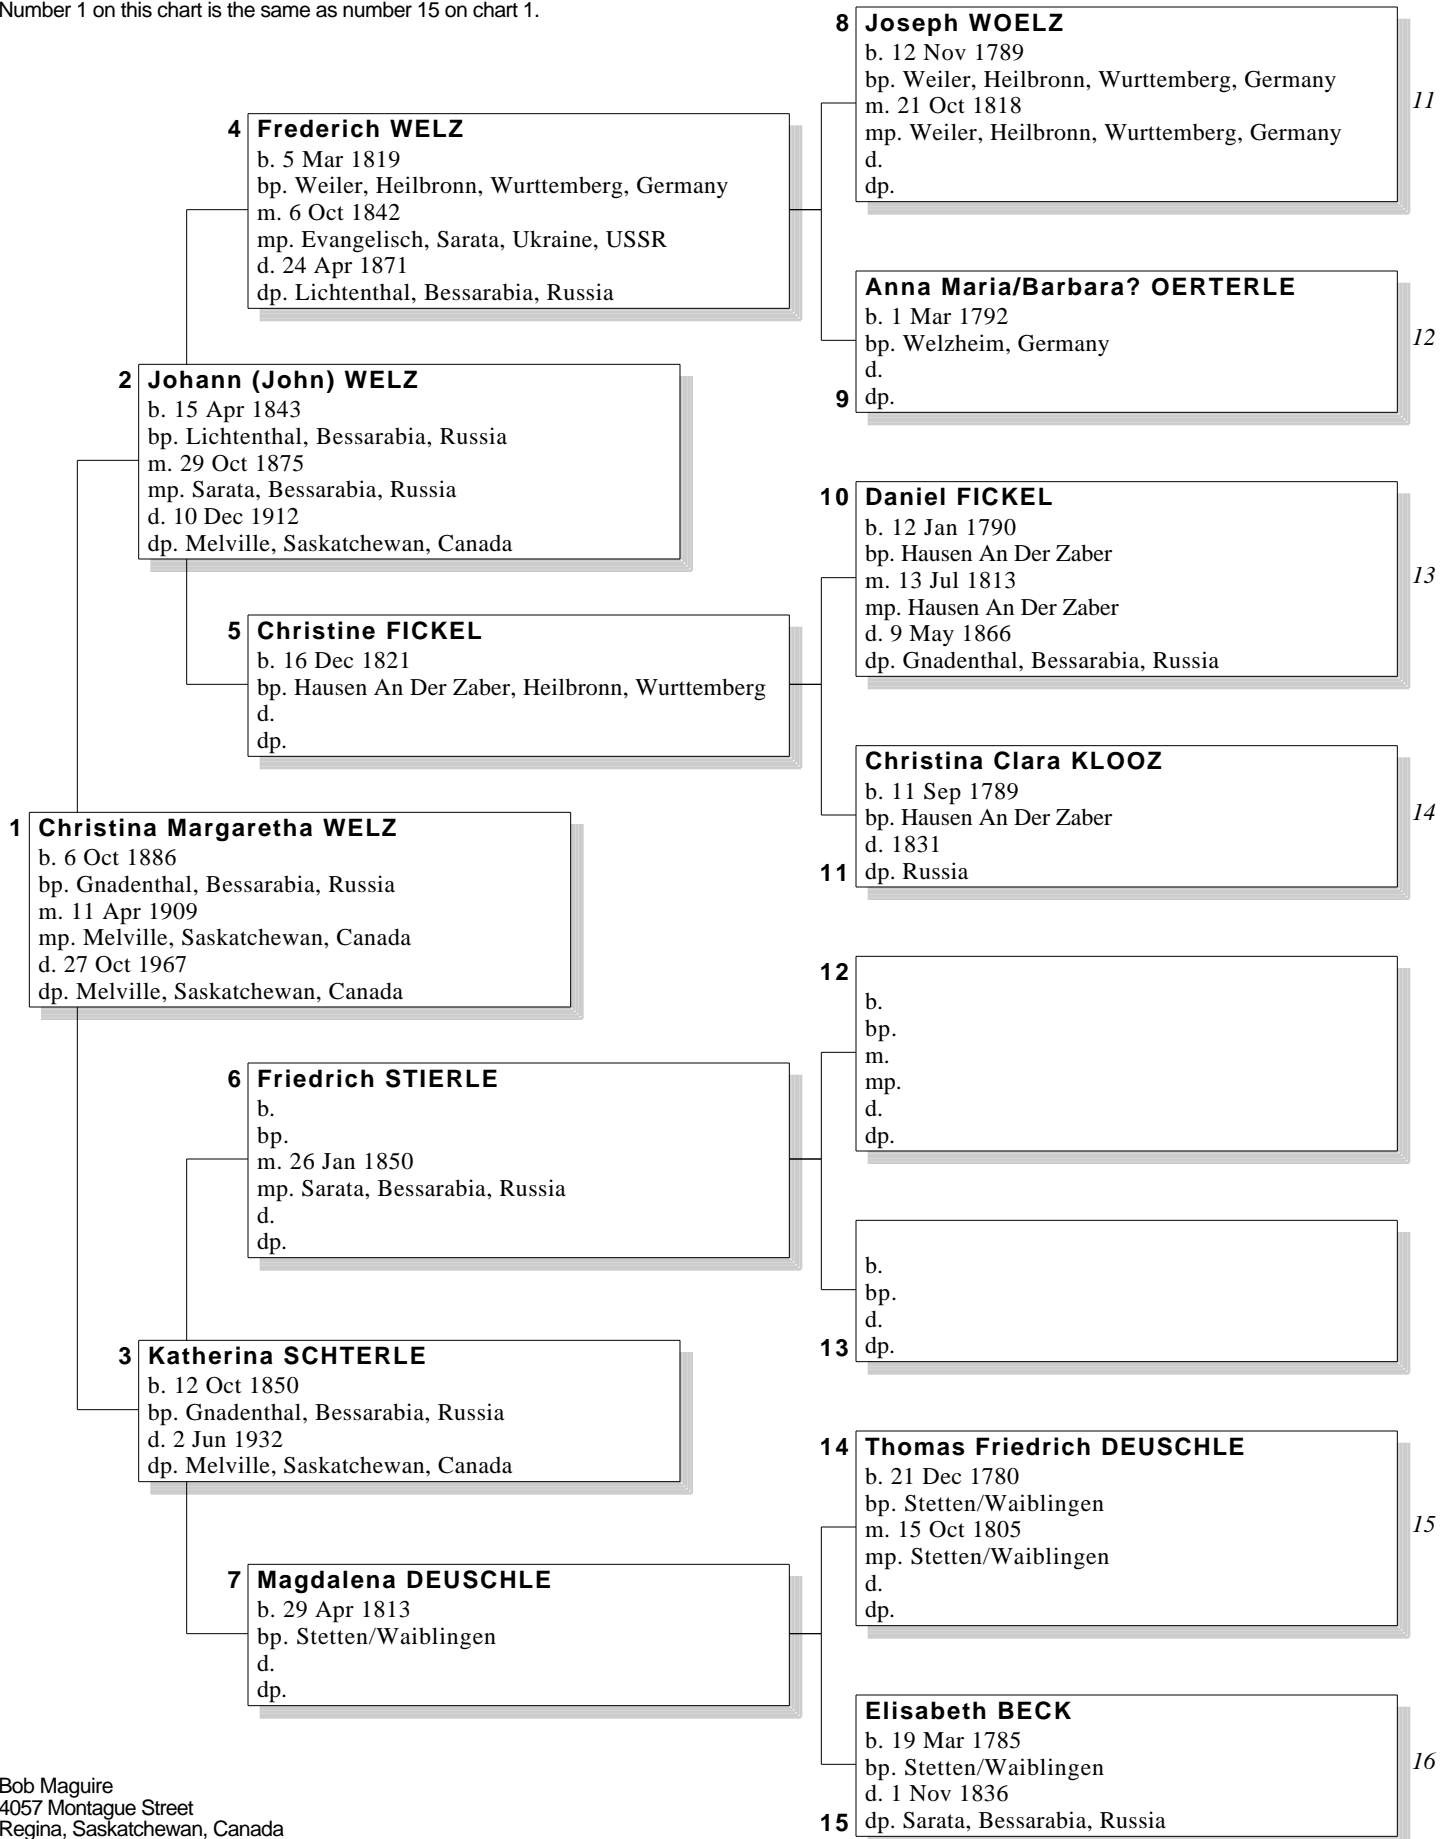 Number 1 on this chart is the same as number 15 on chart 1.
8 Joseph WOELZ
b. 12 Nov 1789
bp. Weiler, Heilbronn, Wurttemberg, Germany
m. 21 Oct 1818
mp. Weiler, Heilbronn, Wurttemberg, Germany
d.
dp.
11
4 Frederich WELZ
b. 5 Mar 1819
bp. Weiler, Heilbronn, Wurttemberg, Germany
m. 6 Oct 1842
mp. Evangelisch, Sarata, Ukraine, USSR
d. 24 Apr 1871
dp. Lichtenthal, Bessarabia, Russia
Anna Maria/Barbara? OERTERLE
b. 1 Mar 1792
bp. Welzheim, Germany
d.
9 dp.
12
2 Johann (John) WELZ
b. 15 Apr 1843
bp. Lichtenthal, Bessarabia, Russia
m. 29 Oct 1875
mp. Sarata, Bessarabia, Russia
d. 10 Dec 1912
dp. Melville, Saskatchewan, Canada
10 Daniel FICKEL
b. 12 Jan 1790
bp. Hausen An Der Zaber
m. 13 Jul 1813
mp. Hausen An Der Zaber
d. 9 May 1866
dp. Gnadenthal, Bessarabia, Russia
13
5 Christine FICKEL
b. 16 Dec 1821
bp. Hausen An Der Zaber, Heilbronn, Wurttemberg
d.
dp.
Christina Clara KLOOZ
b. 11 Sep 1789
bp. Hausen An Der Zaber
d. 1831
11 dp. Russia
14
1 Christina Margaretha WELZ
b. 6 Oct 1886
bp. Gnadenthal, Bessarabia, Russia
m. 11 Apr 1909
mp. Melville, Saskatchewan, Canada
d. 27 Oct 1967
dp. Melville, Saskatchewan, Canada
12
b.
bp.
m.
mp.
d.
dp.
6 Friedrich STIERLE
b.
bp.
m. 26 Jan 1850
mp. Sarata, Bessarabia, Russia
d.
dp.
b.
bp.
d.
13 dp.
3 Katherina SCHTERLE
b. 12 Oct 1850
bp. Gnadenthal, Bessarabia, Russia
d. 2 Jun 1932
dp. Melville, Saskatchewan, Canada
14 Thomas Friedrich DEUSCHLE
b. 21 Dec 1780
bp. Stetten/Waiblingen
m. 15 Oct 1805
mp. Stetten/Waiblingen
d.
dp.
15
7 Magdalena DEUSCHLE
b. 29 Apr 1813
bp. Stetten/Waiblingen
d.
dp.
Elisabeth BECK
b. 19 Mar 1785
bp. Stetten/Waiblingen
d. 1 Nov 1836
15 dp. Sarata, Bessarabia, Russia
16
Bob Maguire
4057 Montague Street
Regina, Saskatchewan, Canada